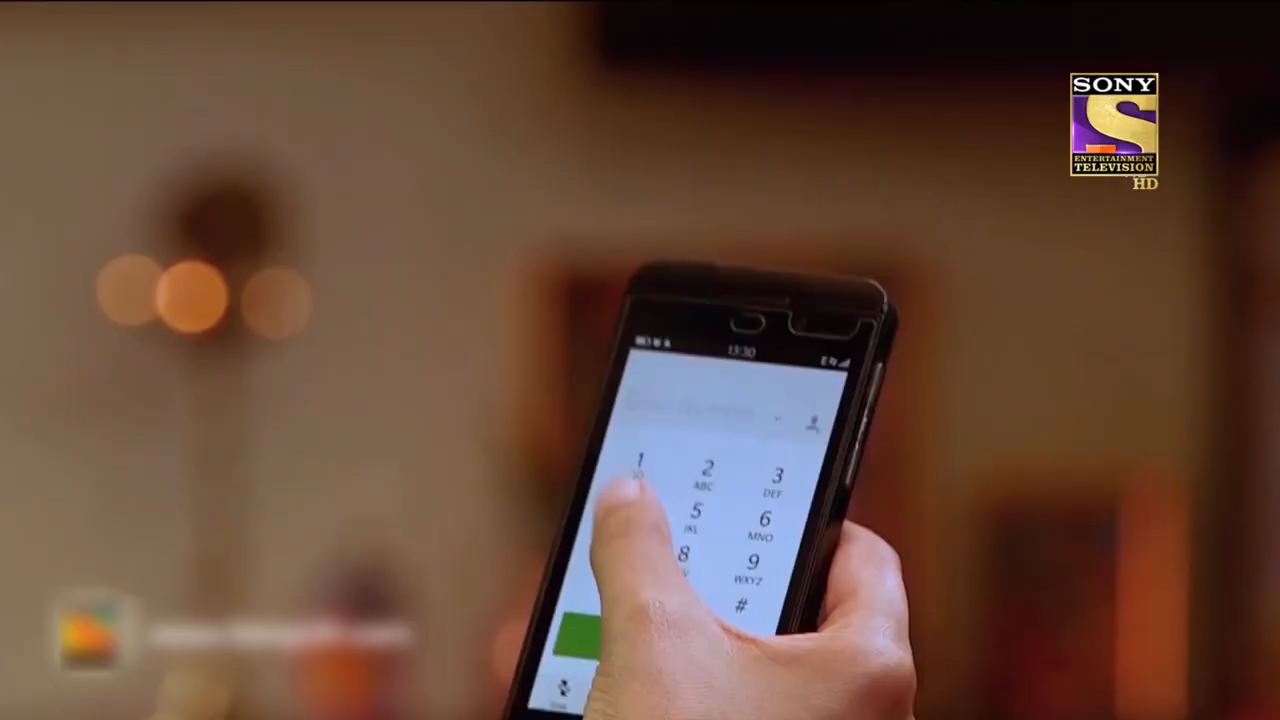 SONY
ENTERTAINMENT
TELEVISION
HD
13:30
1
2
3
ABC
DEF
5
6
JKL
MNO
8
9
WXYZ
#